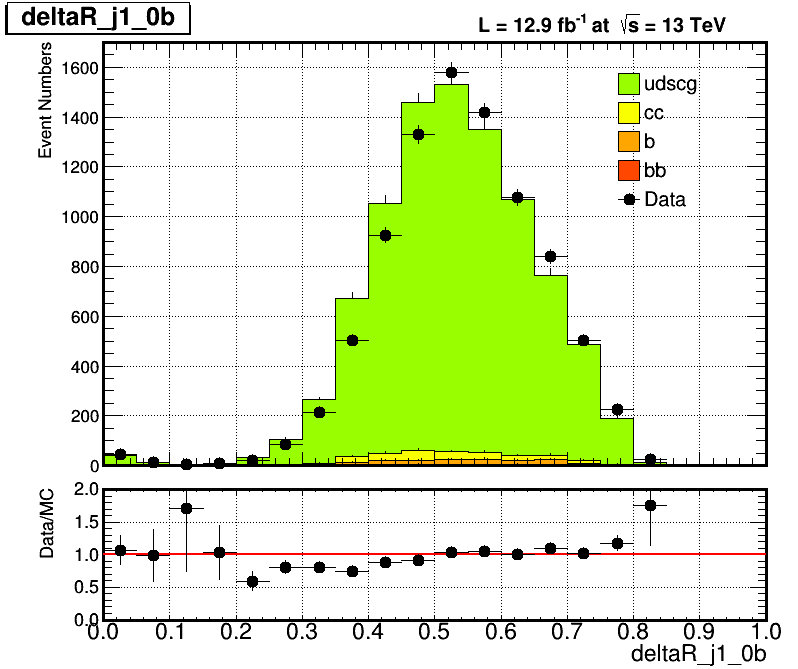 deltaR_j1_0b
L = 12.9 fb⁻¹ at √s = 13 TeV
Event Numbers
1600
1400
1200
1000
800
600
400
200
0
udscg
cc
b
bb
Data
Data/MC
2.0
1.5
1.0
0.5
0.0
0.0 0.1 0.2 0.3 0.4 0.5 0.6 0.7 0.8 0.9 1.0
deltaR_j1_0b